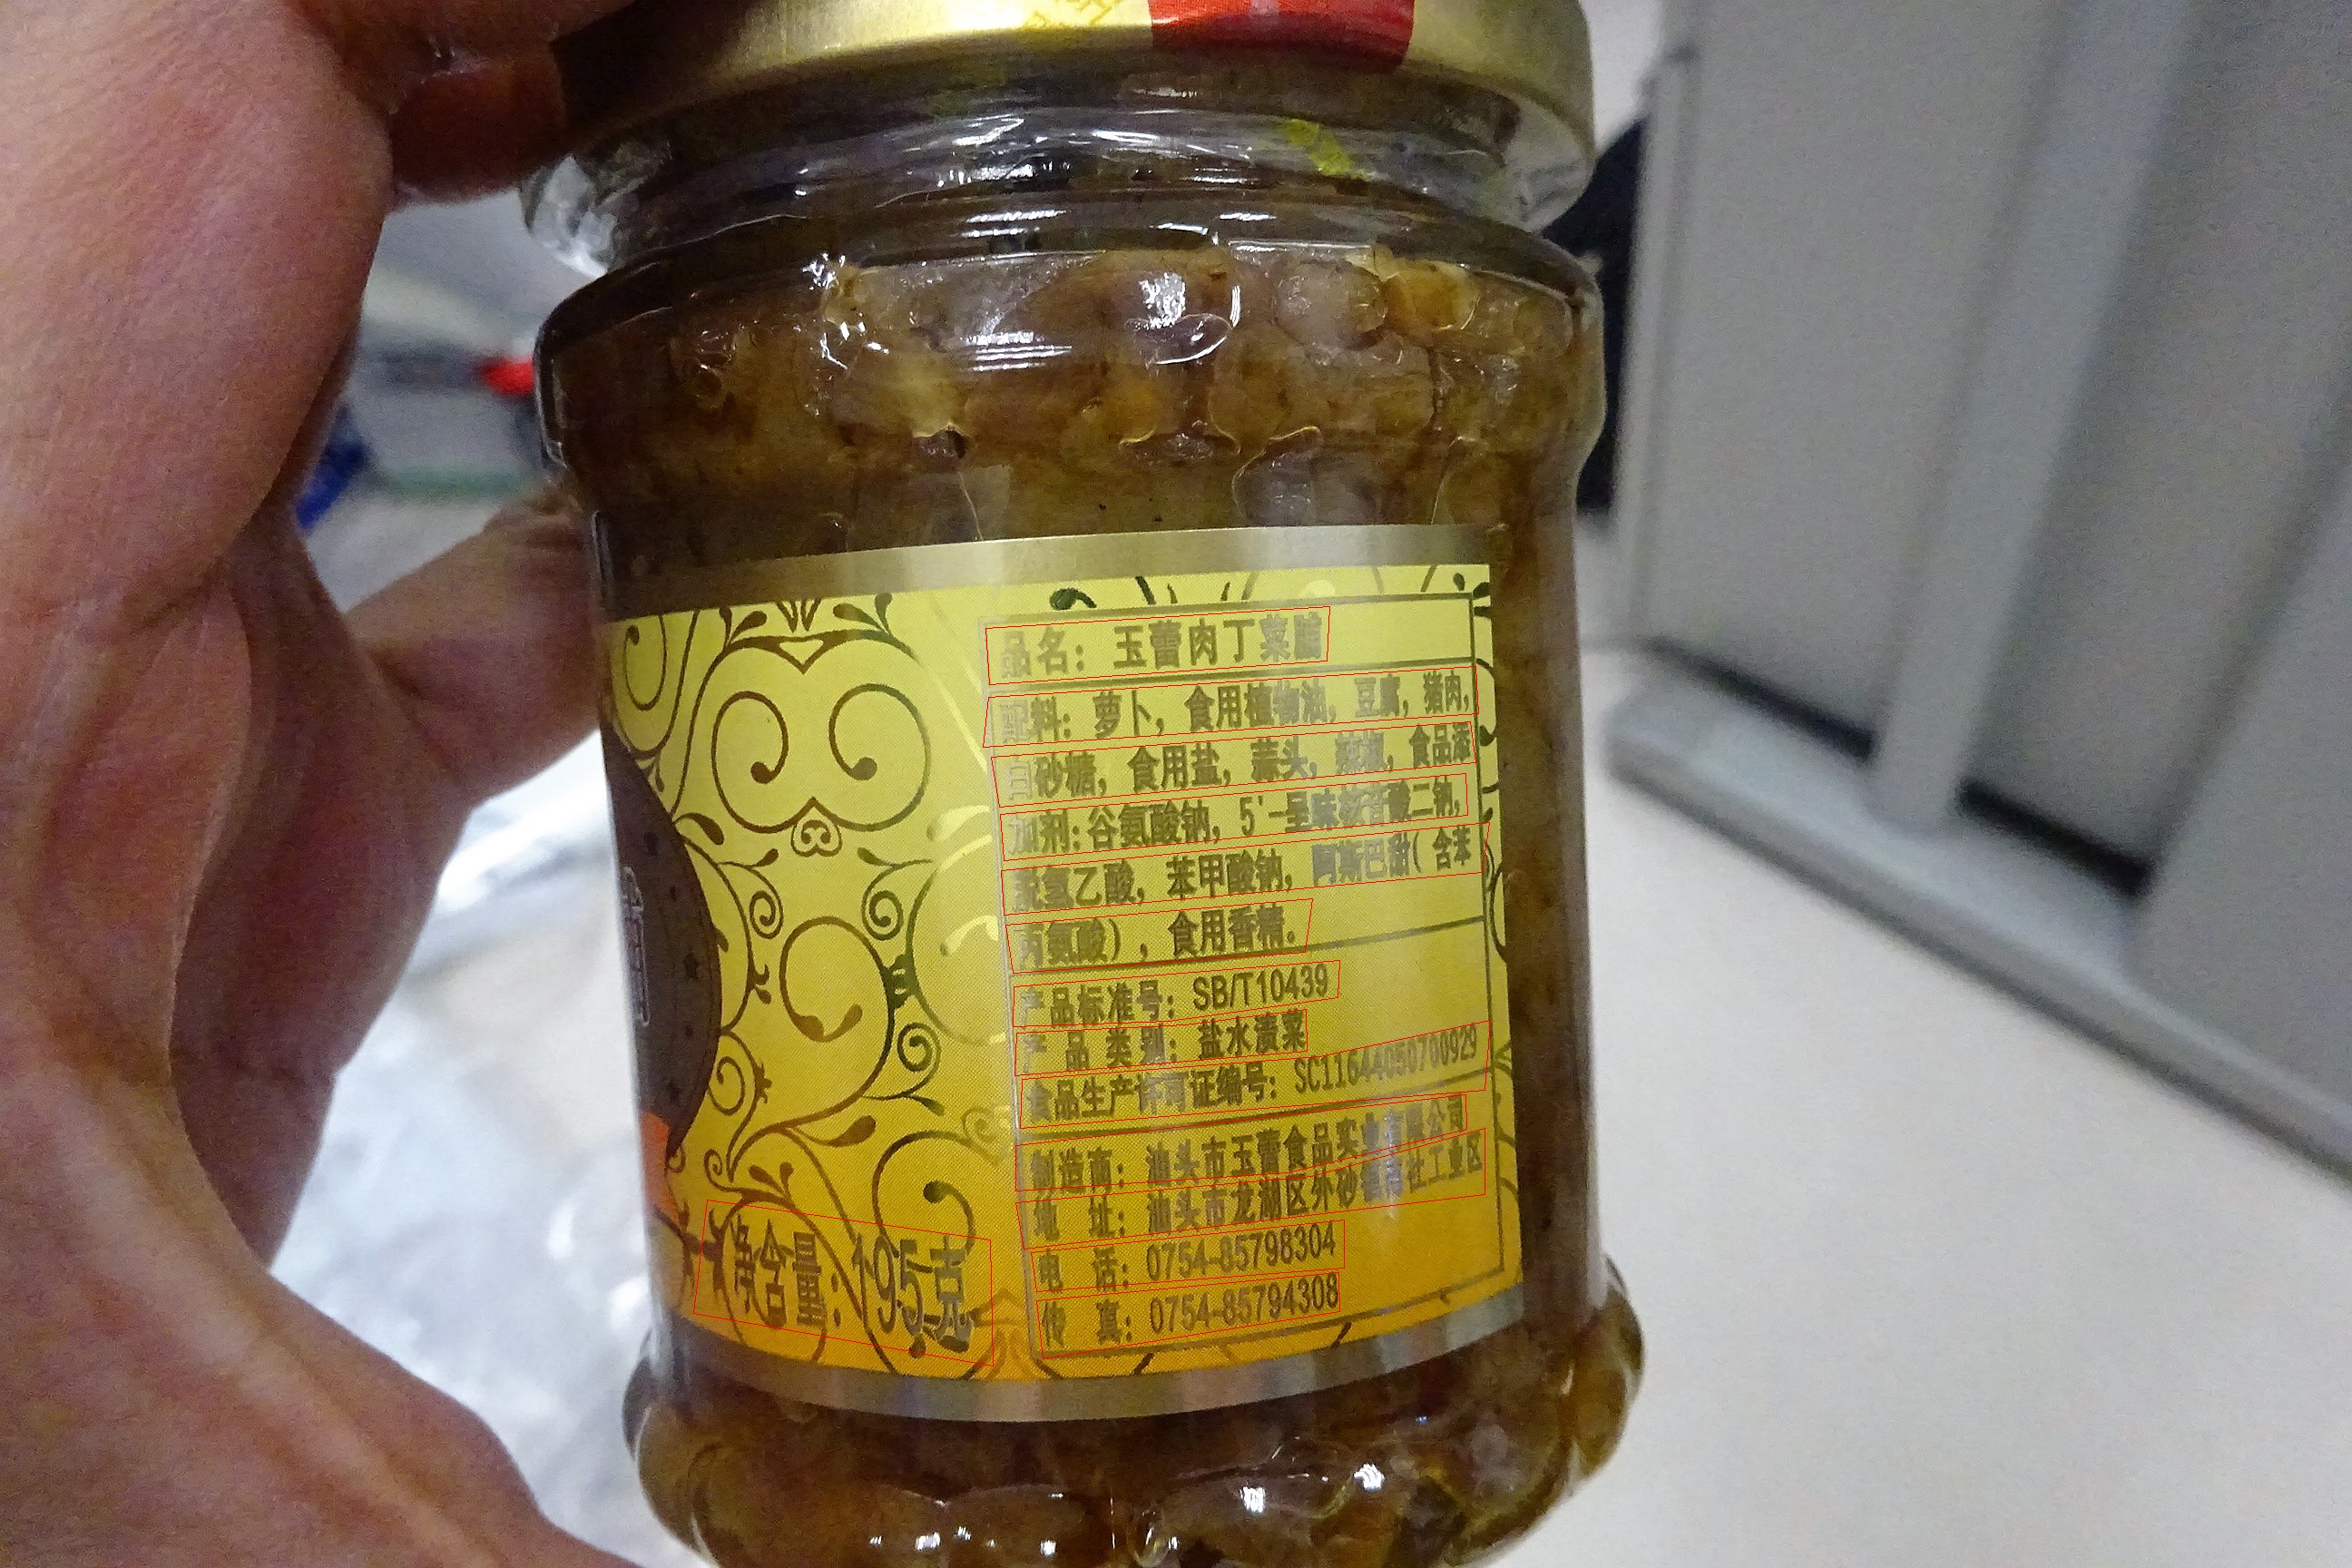 品名：玉蕾肉丁菜脯
配料：萝卜，食用植物油，豆腐，猪肉，
白砂糖，食用盐，蒜头，辣椒，食品添
加剂：谷氨酸钠，5'-呈味核苷酸二钠，
脱氢乙酸，苯甲酸钠，阿斯巴甜（含苯
丙氨酸），食用香精.
产品标准号：SB/T10439
产品类别：盐水渍菜
食品生产许可证编号：SC11644050700929
制造商：汕头市玉蕾食品实业有限公司
地 址：汕头市龙湖区外砂 社工业区
电 话：0754-85798304
传 真：0754-85794308
净含量：195克